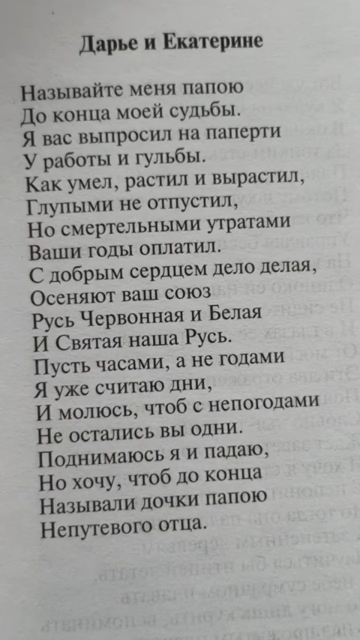 Дарье и Екатерине
Называйте меня папою
До конца моей судьбы.
Я вас выпросил на паперти
У работы и гульбы.
Как умел, растил и вырастил,
Глупыми не отпустил,
Но смертельными утратами
Ваши годы оплатил.
С добрым сердцем дело делая,
Осеняют ваш союз
Русь Червонная и Белая
И Святая наша Русь.
Пусть часами, а не годами
Я уже считаю дни,
И молюсь, чтоб с непогодами
Не остались вы одни.
Поднимаюсь я и падаю,
Но хочу, чтоб до конца
Называли дочки папою
Непутевого отца.